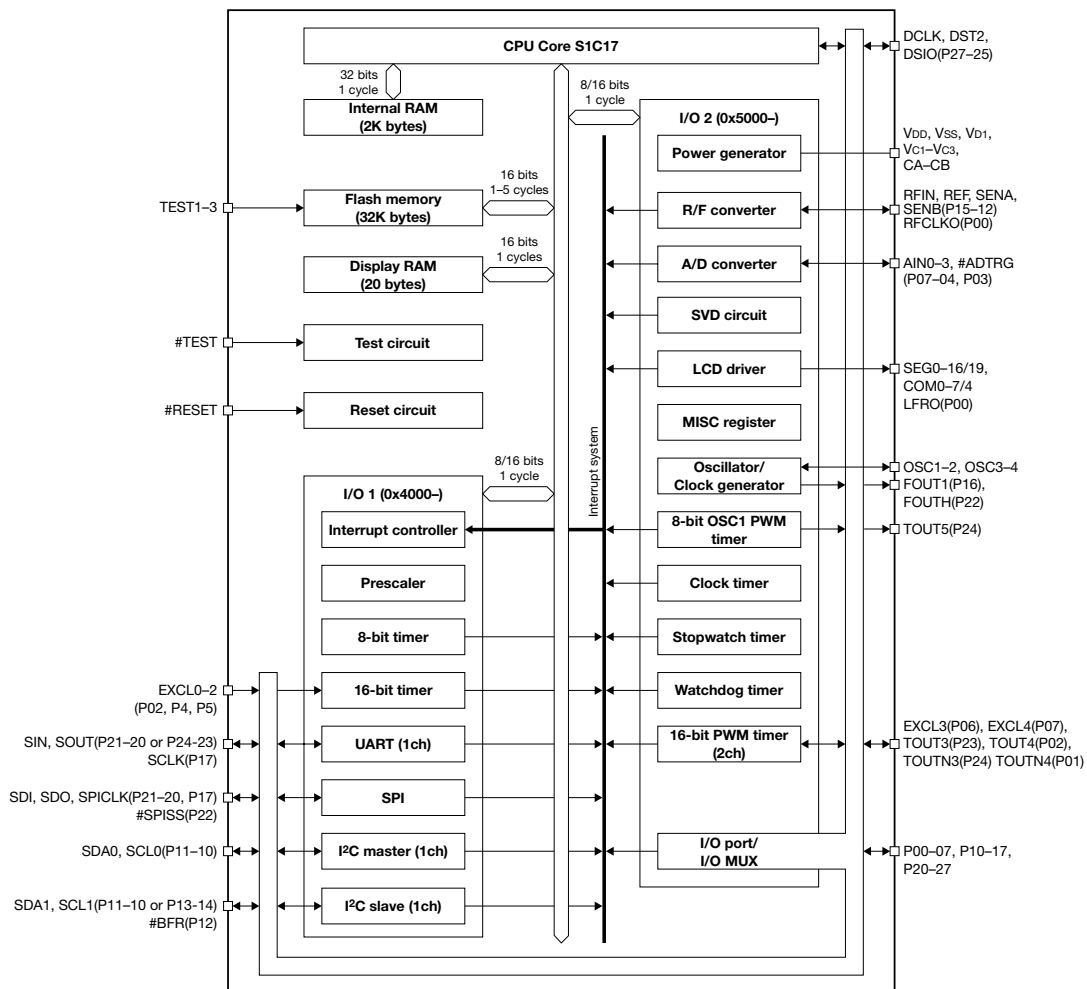 CPU Core S1C17
DCLK, DST2,
DSIO(P27–25)
32 bits
1 cycle
8/16 bits
1 cycle
Internal RAM
(2K bytes)
I/O 2 (0x5000–)
Power generator
VDD, VSS, VD1,
VC1–VC3,
CA–CB
TEST1–3
Flash memory
(32K bytes)
16 bits
1–5 cycles
R/F converter
RFIN, REF, SENA,
SENB(P15–12)
RFCLKO(P00)
Display RAM
(20 bytes)
16 bits
1 cycles
A/D converter
AIN0–3, #ADTRG
(P07–04, P03)
SVD circuit
#TEST
Test circuit
LCD driver
SEG0–16/19,
COM0–7/4
LFRO(P00)
#RESET
Reset circuit
MISC register
Interrupt system
8/16 bits
1 cycle
Oscillator/
Clock generator
OSC1–2, OSC3–4
FOUT1(P16),
FOUTH(P22)
I/O 1 (0x4000–)
Interrupt controller
8-bit OSC1 PWM
timer
TOUT5(P24)
Prescaler
Clock timer
8-bit timer
Stopwatch timer
EXCL0–2
(P02, P4, P5)
16-bit timer
Watchdog timer
SIN, SOUT(P21–20 or P24-23)
SCLK(P17)
UART (1ch)
16-bit PWM timer
(2ch)
EXCL3(P06), EXCL4(P07),
TOUT3(P23), TOUT4(P02),
TOUTN3(P24) TOUTN4(P01)
SDI, SDO, SPICLK(P21–20, P17)
#SPISS(P22)
SPI
SDA0, SCL0(P11–10)
I2C master (1ch)
I/O port/
I/O MUX
P00–07, P10–17,
P20–27
SDA1, SCL1(P11–10 or P13-14)
#BFR(P12)
I2C slave (1ch)